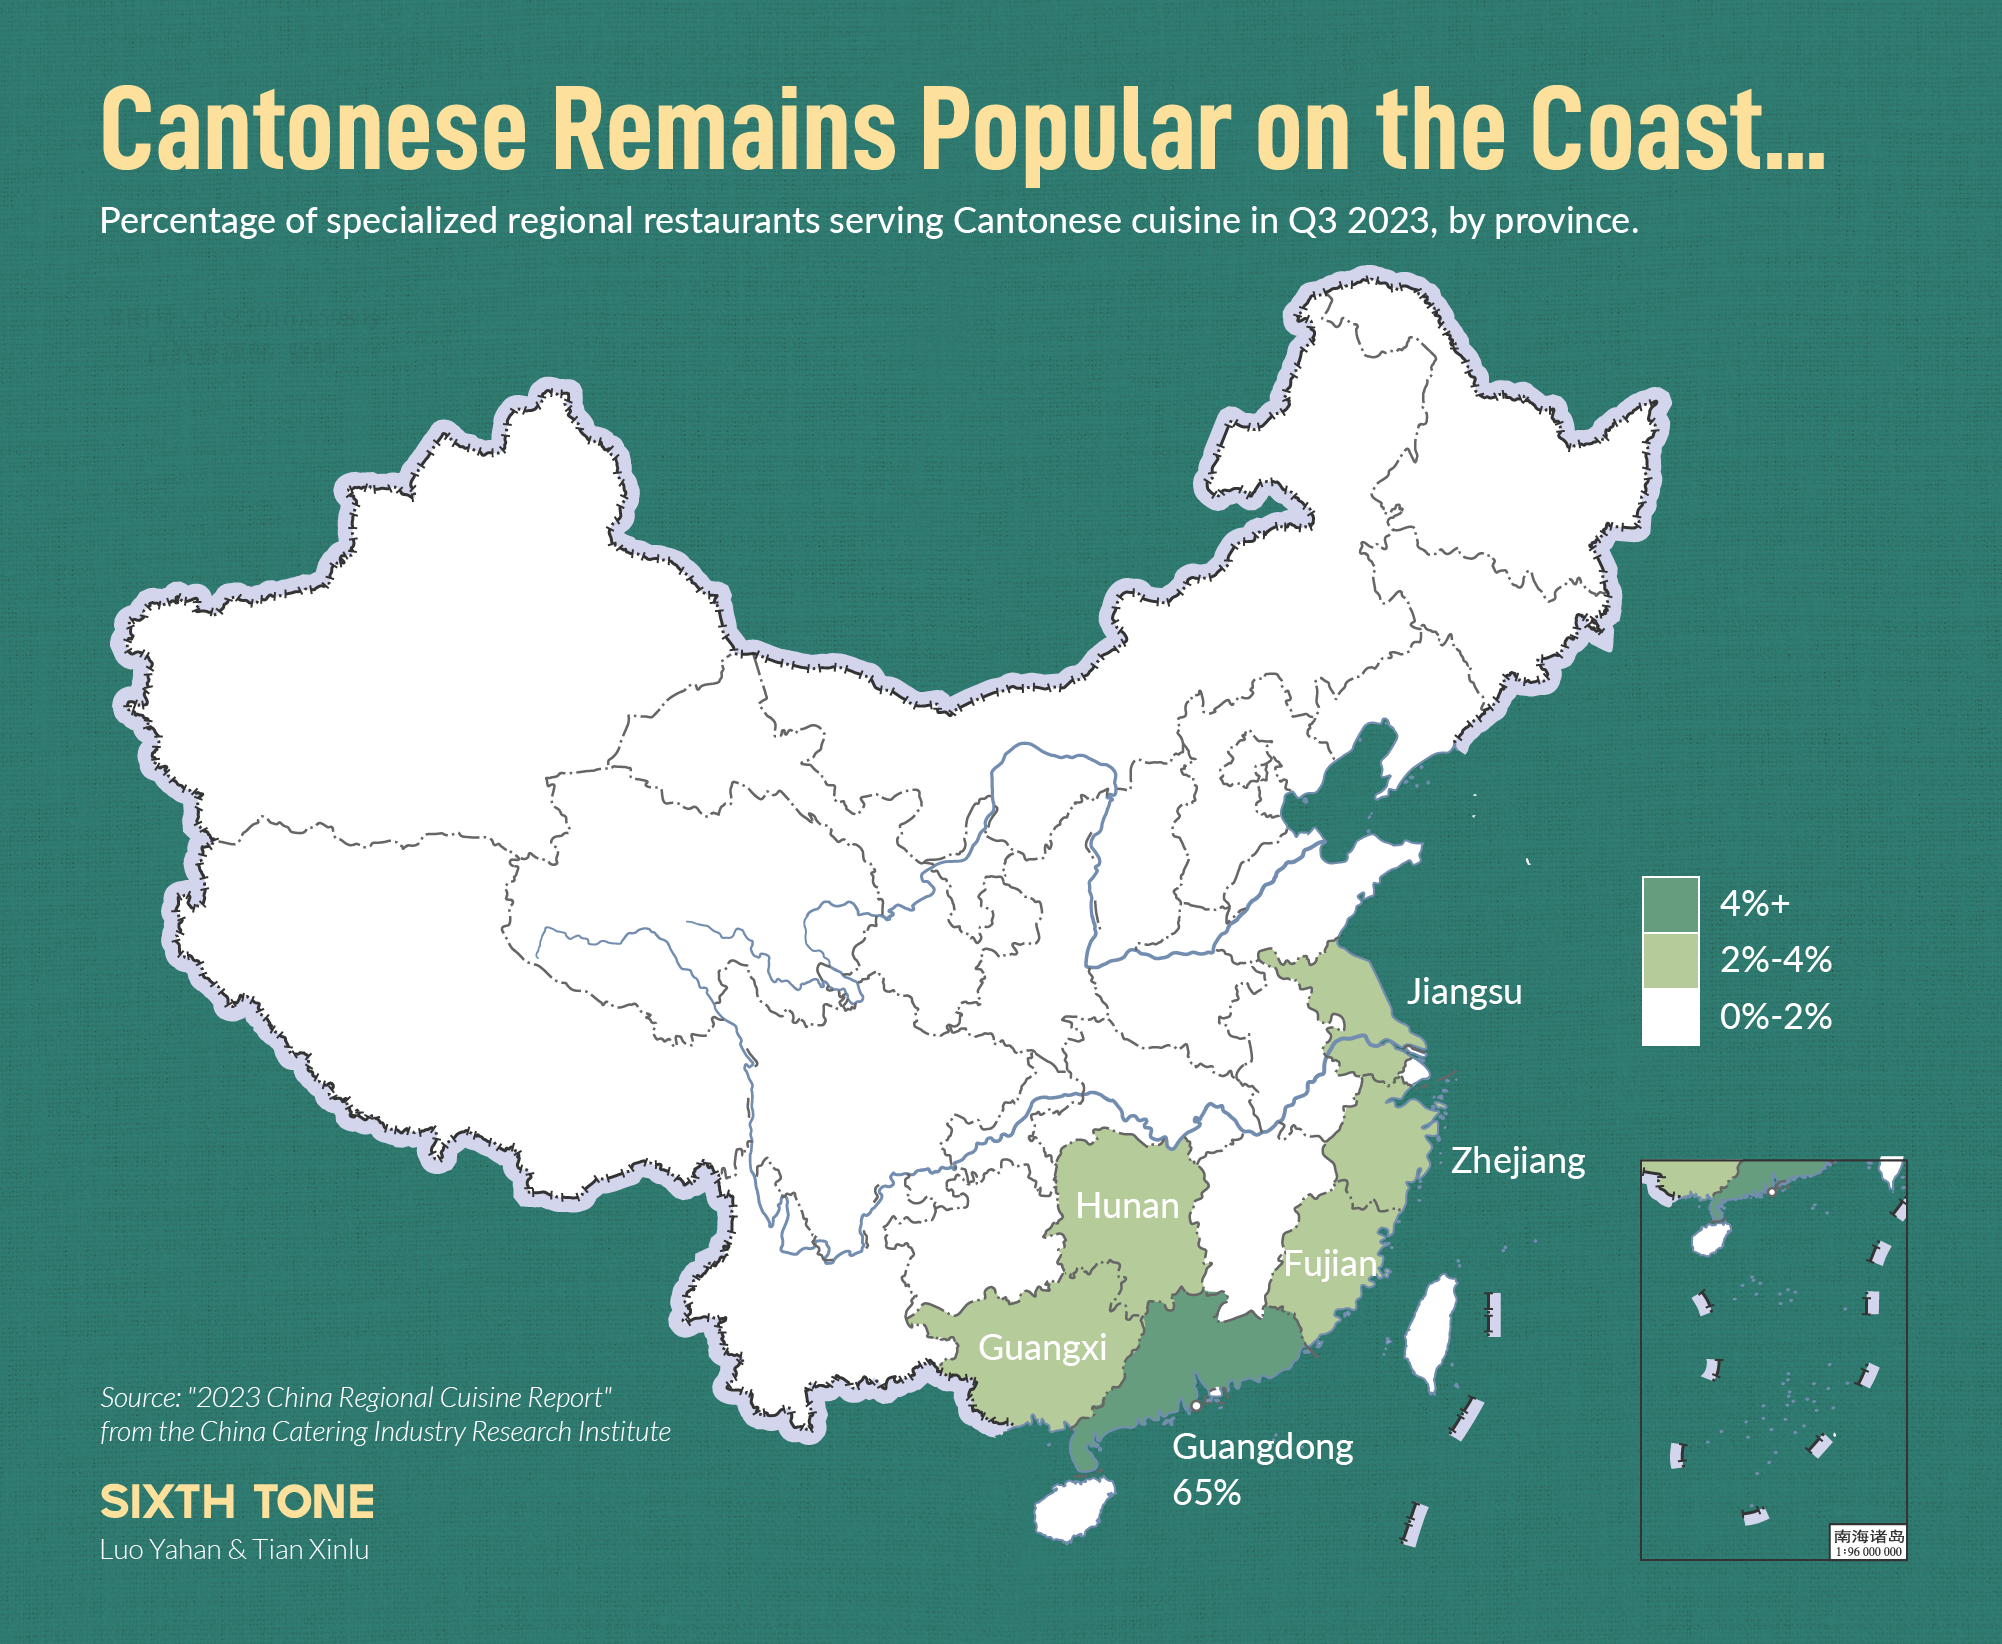 Cantonese Remains Popular on the Coast...
Percentage of specialized regional restaurants serving Cantonese cuisine in Q3 2023, by province.
4%+
2%-4%
0%-2%
Jiangsu
Zhejiang
Hunan
Fujian
Guangxi
Guangdong
65%
Source: "2023 China Regional Cuisine Report"
from the China Catering Industry Research Institute
SIXTH TONE
Luo Yahan & Tian Xinlu
南海诸岛
1:96 000 000